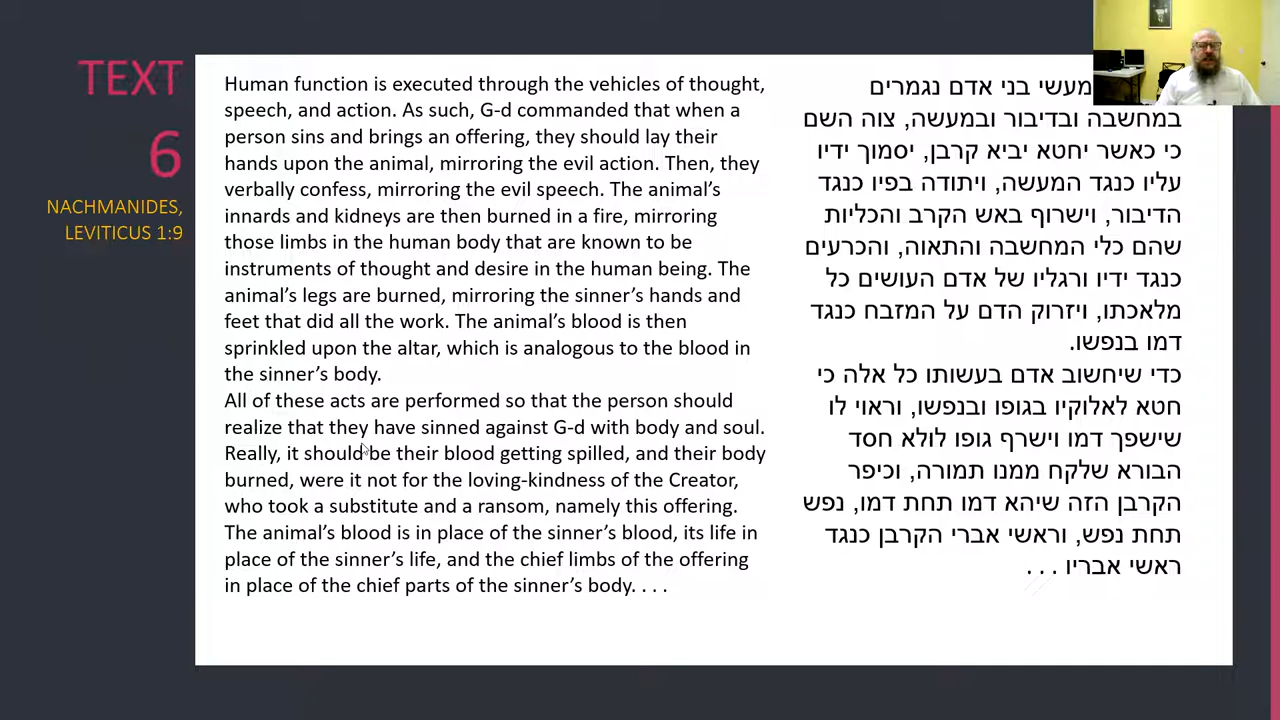 TEXT
6
NACHMANIDES,
LEVITICUS 1:9
Human function is executed through the vehicles of thought,
speech, and action. As such, G-d commanded that when a
person sins and brings an offering, they should lay their
hands upon the animal, mirroring the evil action. Then, they
verbally confess, mirroring the evil speech. The animal’s
innards and kidneys are then burned in a fire, mirroring
those limbs in the human body that are known to be
instruments of thought and desire in the human being. The
animal’s legs are burned, mirroring the sinner’s hands and
feet that did all the work. The animal’s blood is then
sprinkled upon the altar, which is analogous to the blood in
the sinner’s body.
All of these acts are performed so that the person should
realize that they have sinned against G-d with body and soul.
Really, it should be their blood getting spilled, and their body
burned, were it not for the loving-kindness of the Creator,
who took a substitute and a ransom, namely this offering.
The animal’s blood is in place of the sinner’s blood, its life in
place of the sinner’s life, and the chief limbs of the offering
in place of the chief parts of the sinner’s body. . . .
מעשי בני אדם נגמרים
במחשבה ובדיבור ובמעשה, צוה השם
כי כאשר יחטא יביא קרבן, יסמוך ידיו
עליו כנגד המעשה, ויתודה בפיו כנגד
הדיבור, וישרוף באש הקרב והכליות
שהם כלי המחשבה והתאוה, והכרעים
כנגד ידיו ורגליו של אדם העושים כל
מלאכתו, ויזרוק הדם על המזבח כנגד
דמו בנפשו.
כדי שיחשוב אדם בעשותו כל אלה כי
חטא לאלוקיו בגופו ובנפשו, וראוי לו
שישפך דמו וישרף גופו לולא חסד
הבורא שלקח ממנו תמורה, וכיפר
הקרבן הזה שיהא דמו תחת דמו, נפש
תחת נפש, וראשי אברי הקרבן כנגד
ראשי אבריו . . .